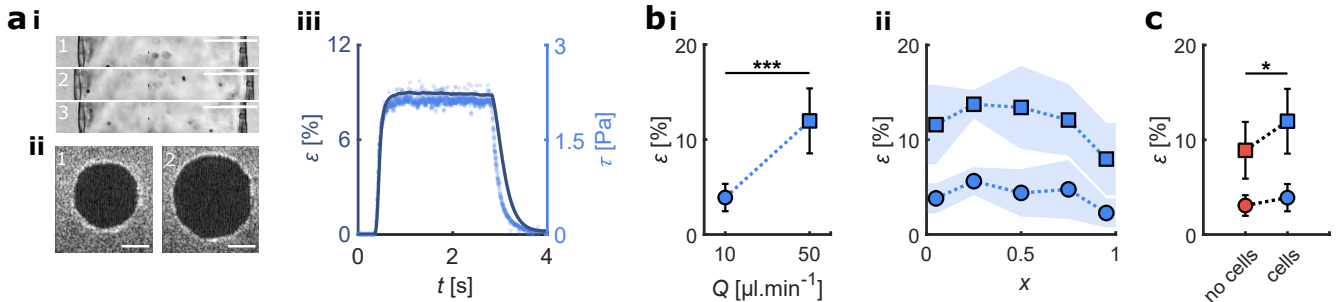 a i
1
2
3
ii
1
2
iii
12
6
0
ε [%]
3
1.5
0
τ [Pa]
0 2 4
t [s]
b i
20
10
0
ε [%]
***
10 50
Q [µl.min⁻¹]
ii
20
10
0
ε [%]
0 0.5 1
x
c
20
10
0
ε [%]
*
no cells
cells